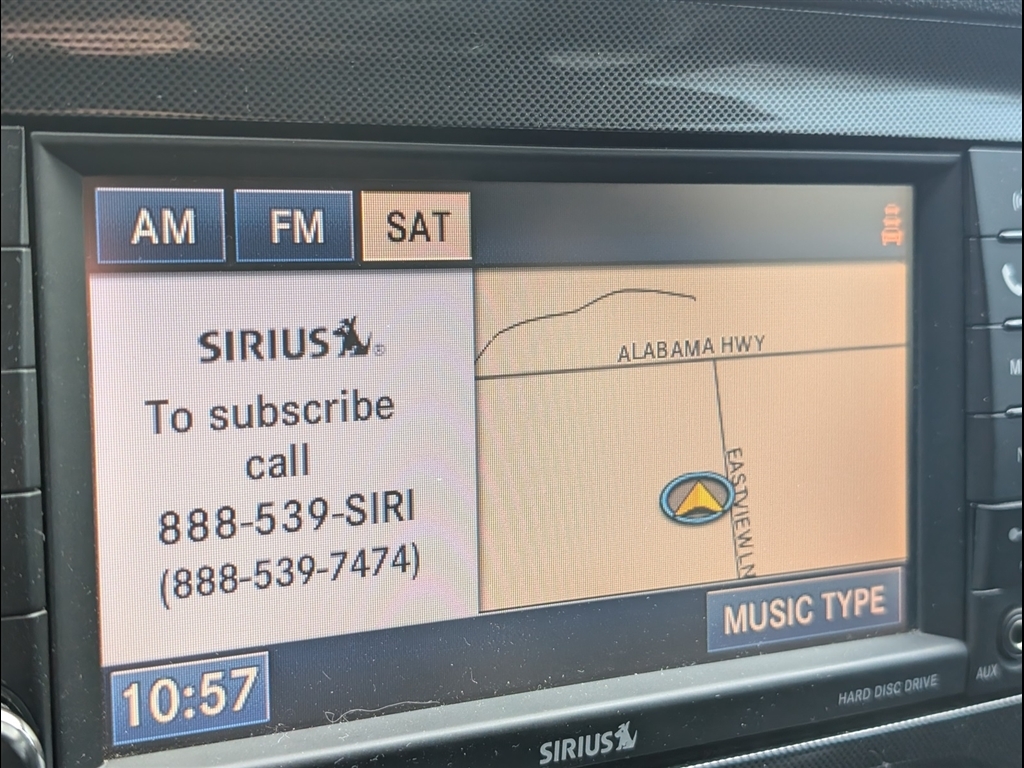 AM FM SAT
SIRIUS®
To subscribe
call
888-539-SIRI
(888-539-7474)
ALABAMA HWY
EASTVIEW LN
MUSIC TYPE
10:57
HARD DISC DRIVE
AUX
SIRIUS